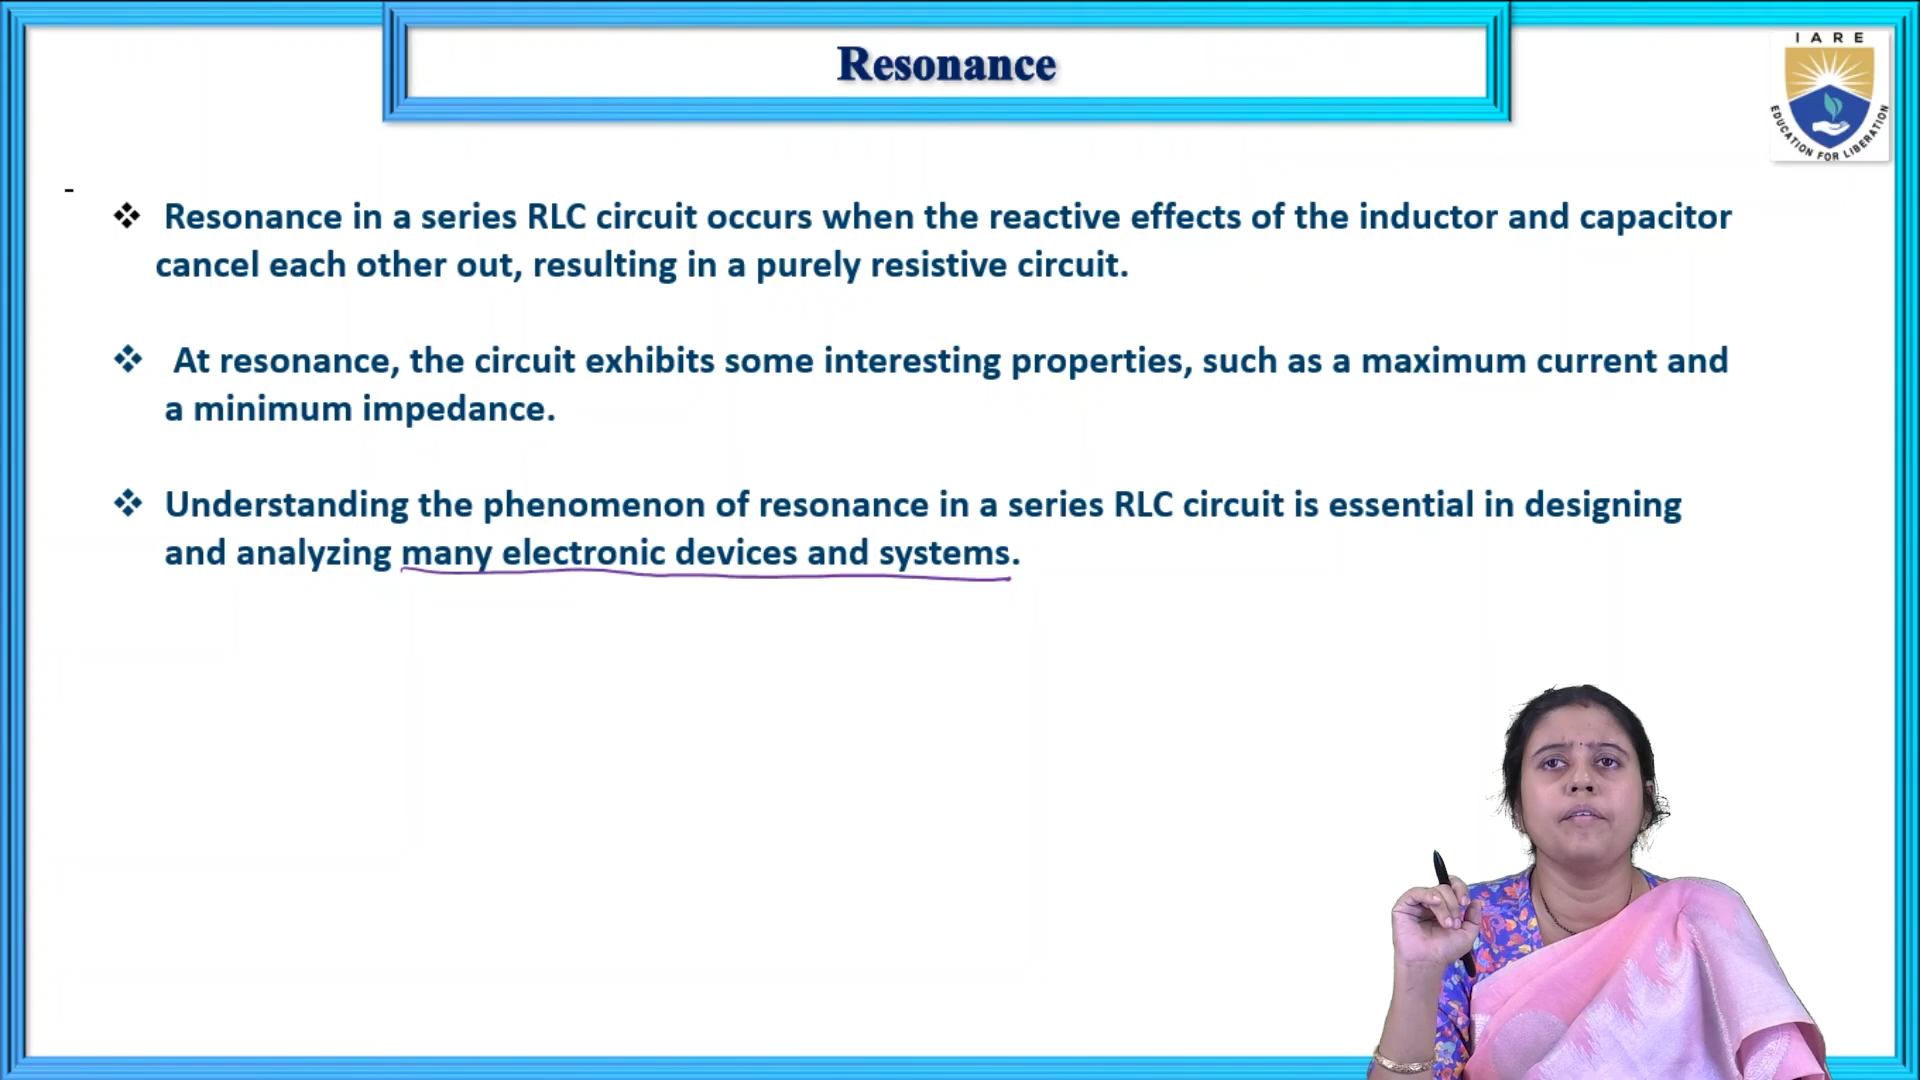 Resonance
IARE
EDUCATION FOR LIBERATION
-
❖ Resonance in a series RLC circuit occurs when the reactive effects of the inductor and capacitor
cancel each other out, resulting in a purely resistive circuit.
❖ At resonance, the circuit exhibits some interesting properties, such as a maximum current and
a minimum impedance.
❖ Understanding the phenomenon of resonance in a series RLC circuit is essential in designing
and analyzing many electronic devices and systems.